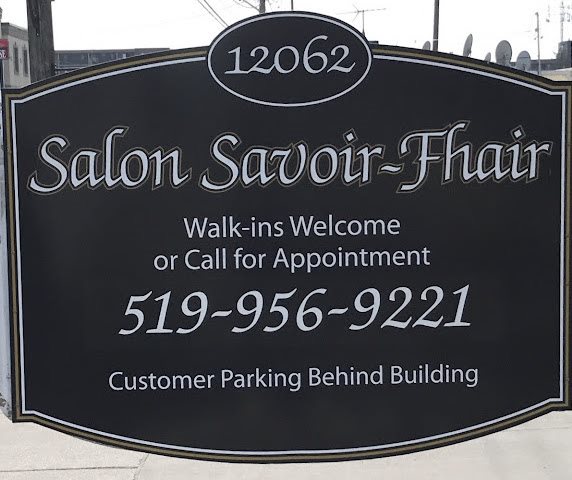 12062
Salon Savoir-Fhair
Walk-ins Welcome
or Call for Appointment
519-956-9221
Customer Parking Behind Building